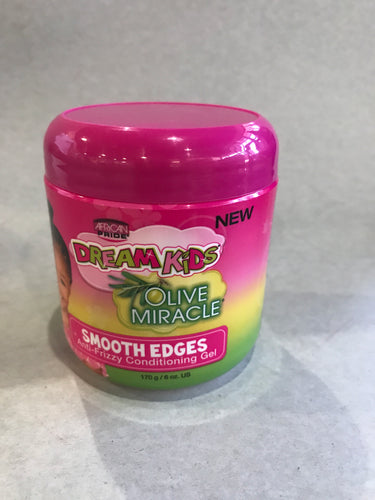 NEW
AFRICAN
PRIDE
DREAM KIDS
OLIVE
MIRACLE
SMOOTH EDGES
Anti-Frizzy Conditioning Gel
170 g / 6 oz. US